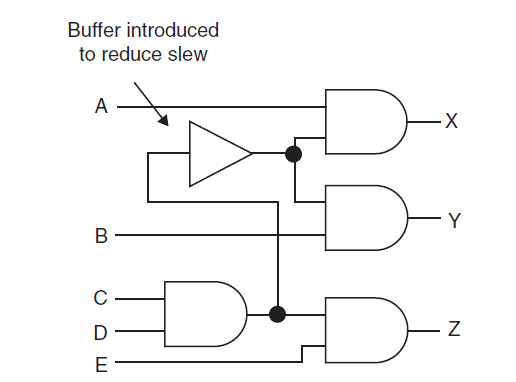 Buffer introduced
to reduce slew
A
X
Y
B
C
D
Z
E